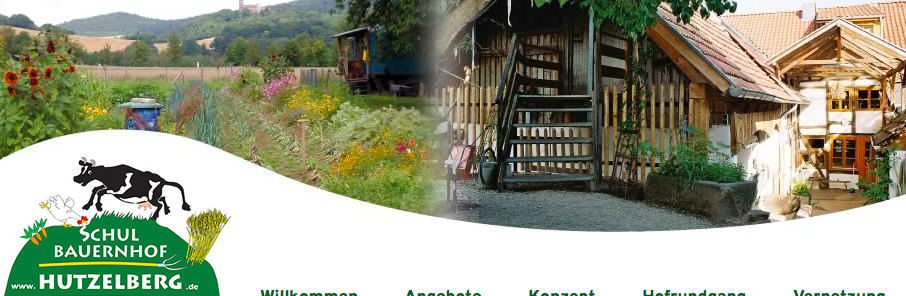 SCHUL
BAUERNHOF
www.HUTZELBERG.de
Willkommen Angebote Konzept Hofrundgang Vernetzung